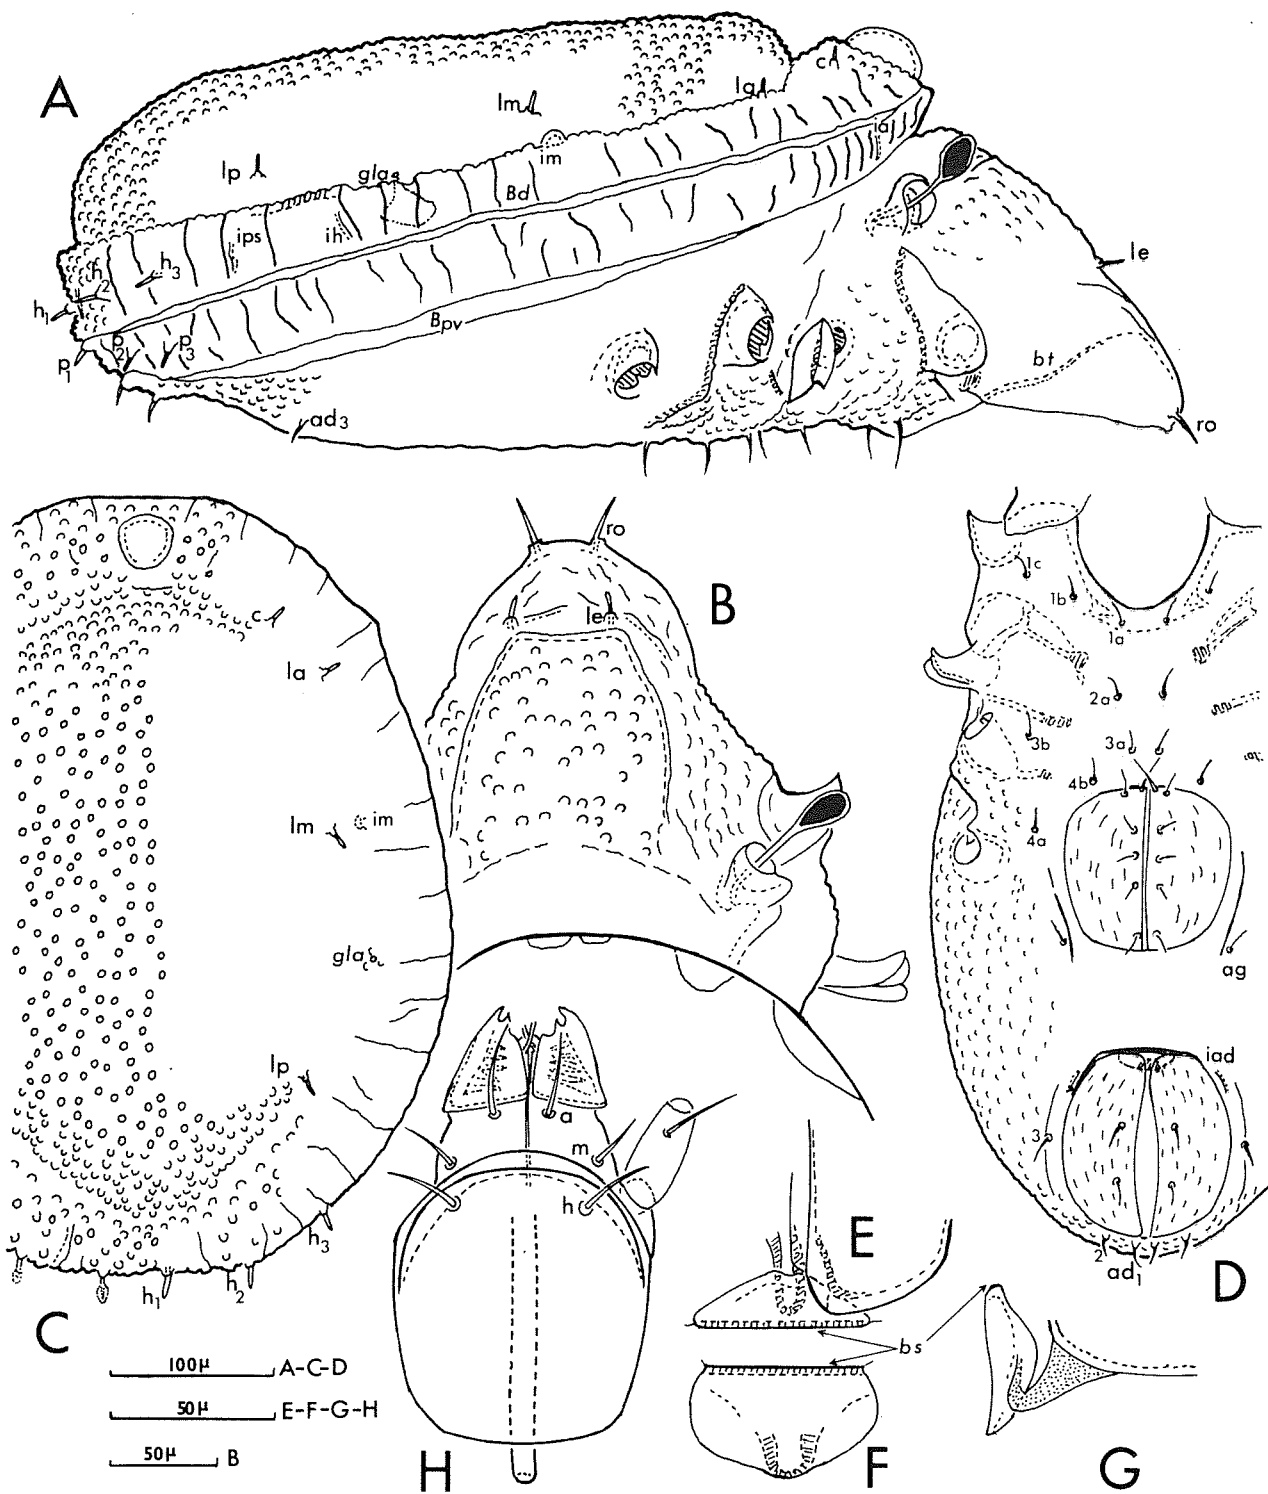 A
cl
la
lm
ia
im
lp
gla
Bd
ips
ih
le
h3
h2
h1
Bpv
p1
p2
p3
bt
ad3
ro
ro
B
1c
1b
1a
c
le
la
2a
3b
3a
4b
lm
im
4a
gla
ag
lp
iad
a
m
3
h
h3
E
2
ad1
D
h1
h2
C
bs
100µ A-C-D
50µ E-F-G-H
50µ B
H
F
G